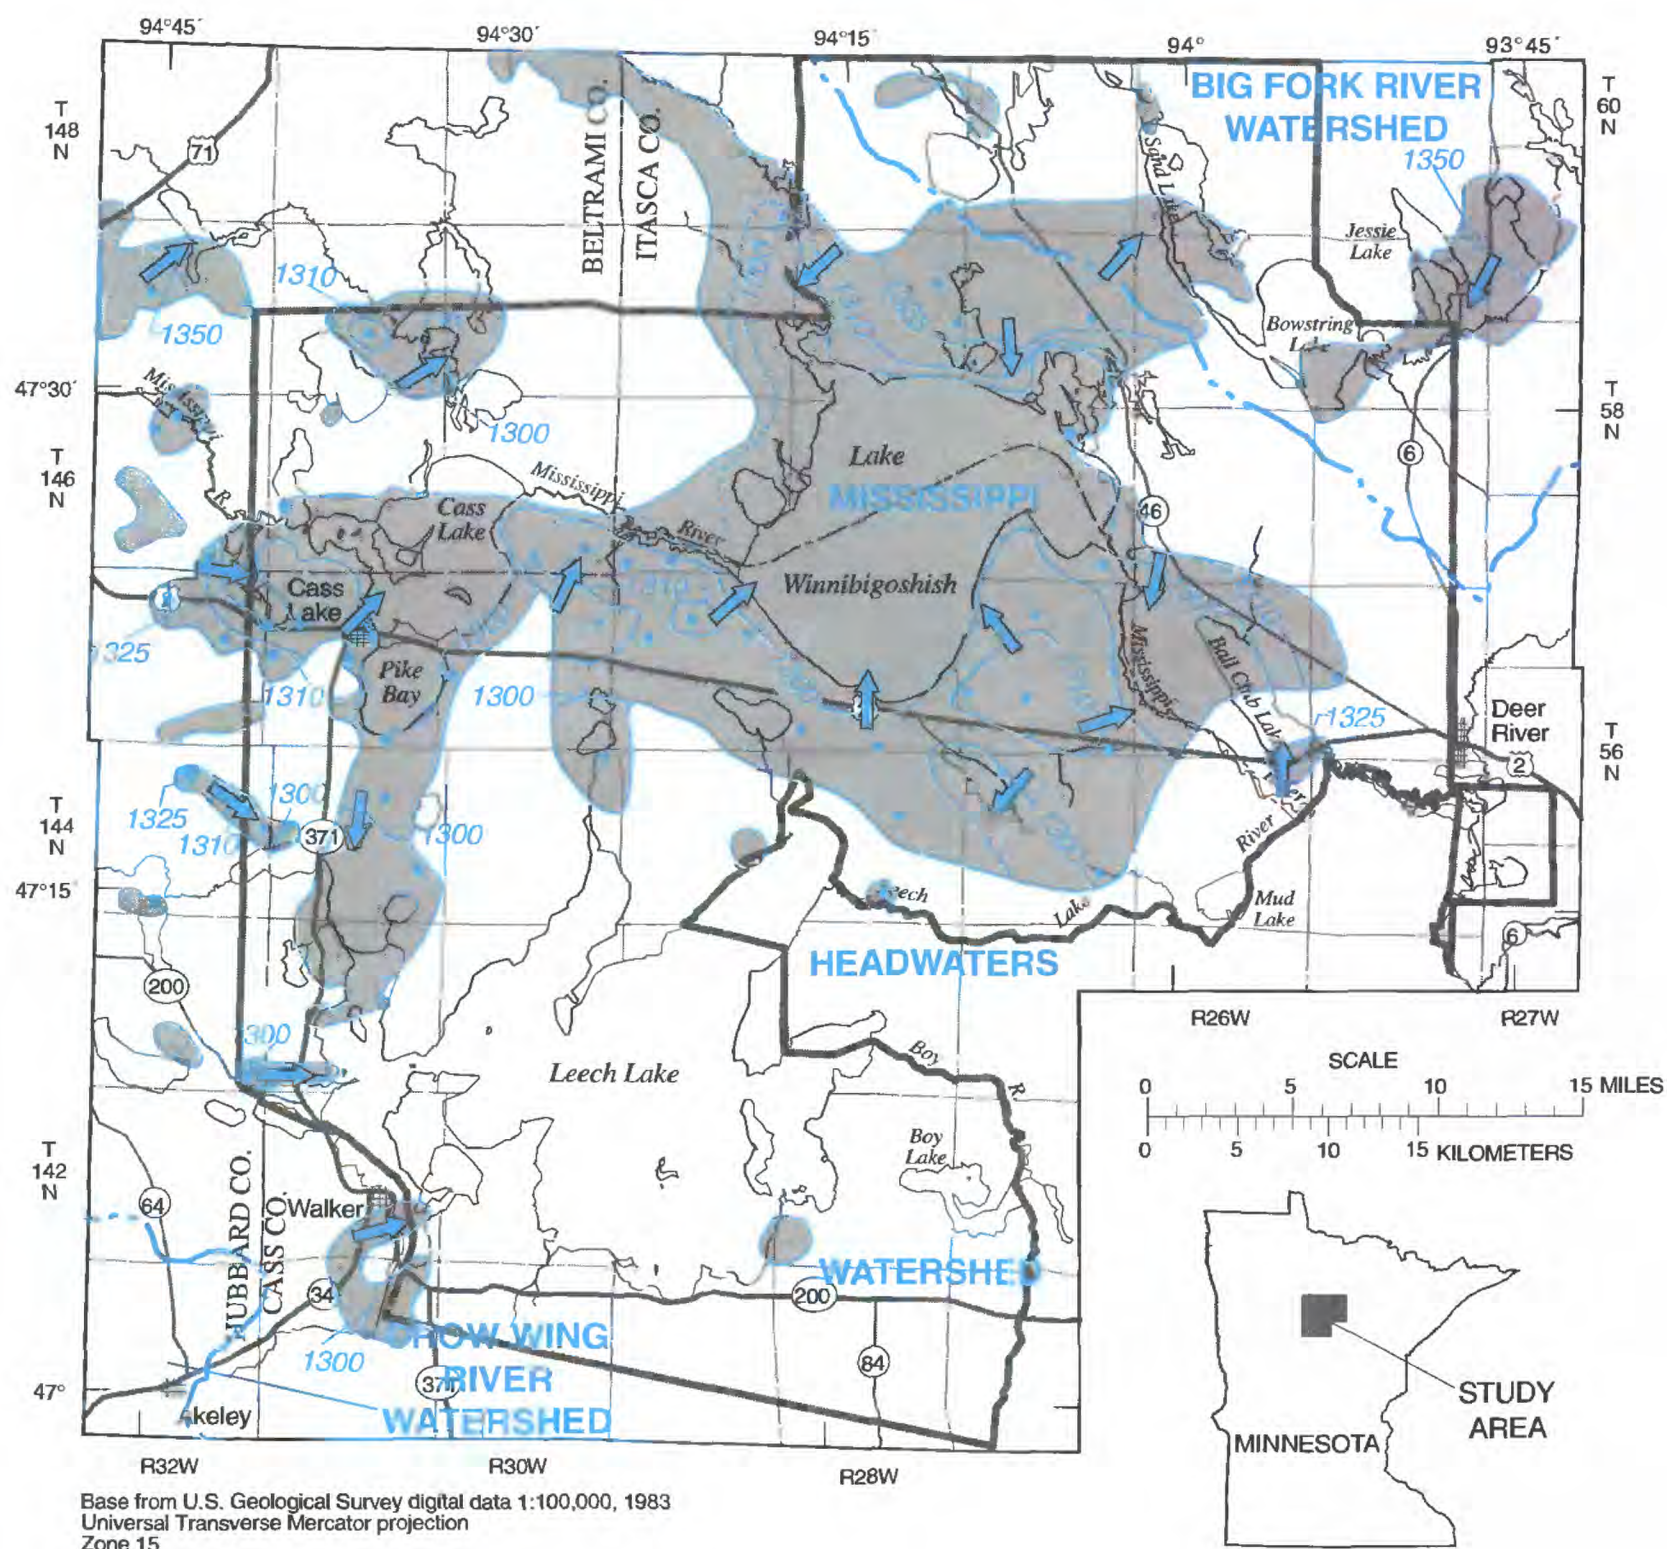 94°45´
94°30´
94°15´
94°
93°45´
T
148
N
T
60
N
BIG FORK RIVER
WATERSHED
71
BELTRAMI CO.
ITASCA CO.
Sand Lake
1350
Jessie
Lake
1310
1350
Bowstring
Lake
47°30´
Mississippi
R.
1300
T
58
N
6
T
146
N
Mississippi
River
Cass
Lake
Lake
MISSISSIPPI
46
Cass
Lake
1310
Winnibigoshish
1325
Pike
Bay
1310
1300
Mississippi
Ball Club Lake
1325
Deer
River
2
T
56
N
1300
1325
1310
371
1300
1300
T
144
N
River
47°15´
eech
Lake
Mud
Lake
6
HEADWATERS
200
R26W
R27W
300
Leech Lake
Boy
R.
SCALE
0 5 10 15 MILES
0 5 10 15 KILOMETERS
Boy
Lake
T
142
N
64
HUBBARD CO.
CASS CO.
Walker
WATERSHED
34
200
ROW WING
RIVER
WATERSHED
1300
371
84
47°
Akeley
STUDY
AREA
MINNESOTA
R32W
R30W
R28W
Base from U.S. Geological Survey digital data 1:100,000, 1983
Universal Transverse Mercator projection
Zone 15